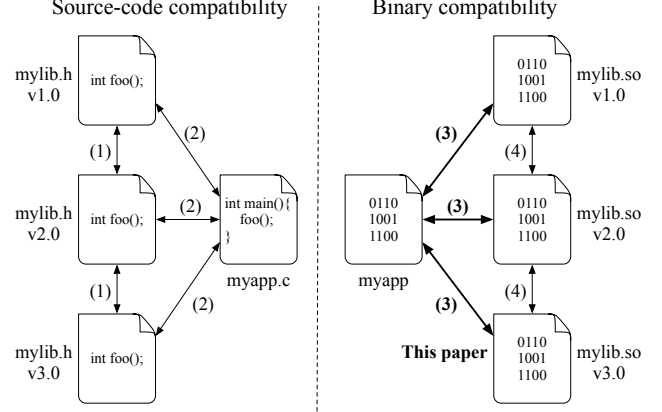 Source-code compatibility
Binary compatibility
mylib.h
v1.0
int foo();
(1)
(2)
mylib.h
v2.0
int foo();
(2)
int main(){
foo();
}
myapp.c
(1)
(2)
mylib.h
v3.0
int foo();
0110
1001
1100
mylib.so
v1.0
(3)
(4)
0110
1001
1100
myapp
(3)
0110
1001
1100
mylib.so
v2.0
(3)
(4)
This paper
0110
1001
1100
mylib.so
v3.0